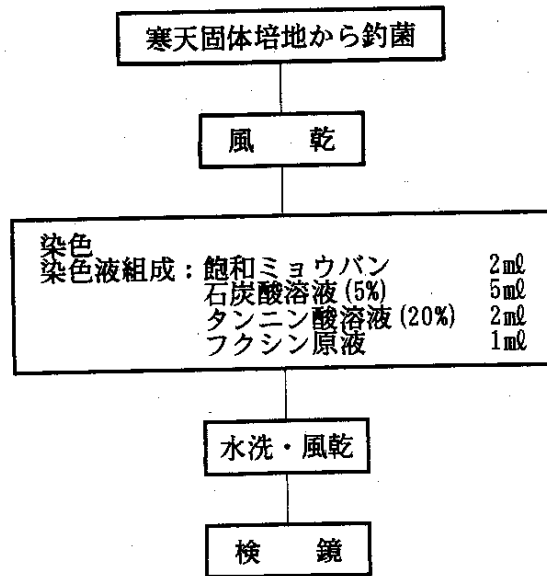 寒天固体培地から釣菌
風　乾
染色
染色液組成：飽和ミョウバン 2mℓ
石炭酸溶液(5%) 5mℓ
タンニン酸溶液(20%) 2mℓ
フクシン原液 1mℓ
水洗・風乾
検　鏡